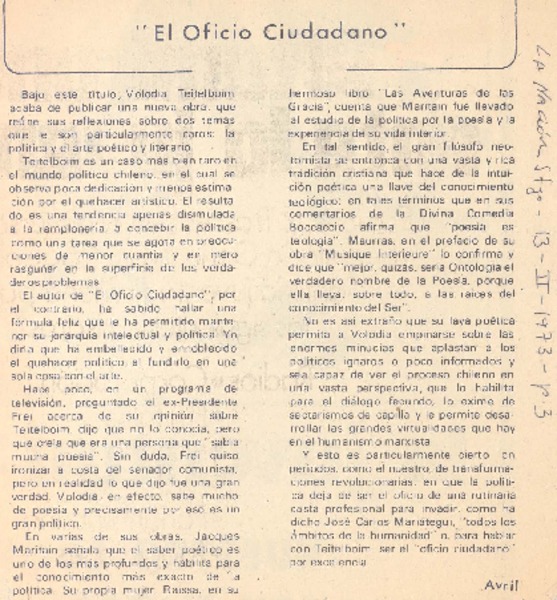 "El Oficio Ciudadano"
Bajo este título, Volodia Teitelboim
acaba de publicar una nueva obra, que
reúne sus reflexiones sobre dos temas
que le son particularmente caros: la
política y el arte poético y literario.
Teitelboim es un caso más bien raro en
el mundo político chileno, en el cual se
observa poca dedicación y menos estima-
ción por el quehacer artístico. El resulta-
do es una tendencia apenas disimulada
a la ramplonería, a concebir la política
como una tarea que se agota en preocu-
ciones de menor cuantía y en mero
rasguñar en la superficie de los verda-
deros problemas.
El autor de "El Oficio Ciudadano", por
el contrario, ha sabido hallar una
fórmula feliz que le ha permitido mante-
ner su jerarquía intelectual y política. Yo
diría que ha embellecido y ennoblecido
el quehacer político al fundirlo en una
sola cosa con el arte.
Hace poco, en un programa de
televisión, preguntado el ex-Presidente
Frei acerca de su opinión sobre
Teitelboim, dijo que no lo conocía, pero
que creía que era una persona que "sabía
mucha poesía". Sin duda, Frei quiso
ironizar a costa del senador comunista,
pero en realidad lo que dijo fue una gran
verdad. Volodia, en efecto, sabe mucho
de poesía y precisamente por eso es un
gran político.
En varias de sus obras, Jacques
Maritain señala que el saber poético es
uno de los más profundos y habilita para
el conocimiento más exacto de la
política. Su propia mujer, Raissa, en su
hermoso libro "Las Aventuras de las
Gracia", cuenta que Maritain fue llevado
al estudio de la política por la poesía y la
experiencia de su vida interior.
En tal sentido, el gran filósofo neo-
tomista se entronca con una vasta y rica
tradición cristiana que hace de la intui-
ción poética una llave del conocimiento
teológico; en tales términos que en sus
comentarios de la Divina Comedia
Boccaccio afirma que "poesía es
teología". Maurras, en el prefacio de su
obra "Musique Interieure" lo confirma y
dice que "mejor, quizás, sería Ontología el
verdadero nombre de la Poesía, porque
ella lleva, sobre todo, a las raíces del
conocimiento del Ser".
No es así extraño que su laya poética
permita a Volodia empinarse sobre las
enormes minucias que aplastan a los
políticos ignaros o poco informados y
sea capaz de ver el proceso chileno en
una vasta perspectiva, que lo habilita
para el diálogo fecundo, lo exime de
sectarismos de capilla y le permite desa-
rrollar las grandes virtualidades que hay
en el humanismo marxista.
Y esto es particularmente cierto en
períodos, como el nuestro, de transforma-
ciones revolucionarias, en que la políti-
ca deja de ser el oficio de una rutinaria
casta profesional para invadir, como ha
dicho José Carlos Mariátegui, "todos los
ámbitos de la humanidad" o, para hablar
con Teitelboim, ser el "oficio ciudadano"
por excelencia.
Avril
La Nación Stgo - 13-II-1973-p.3